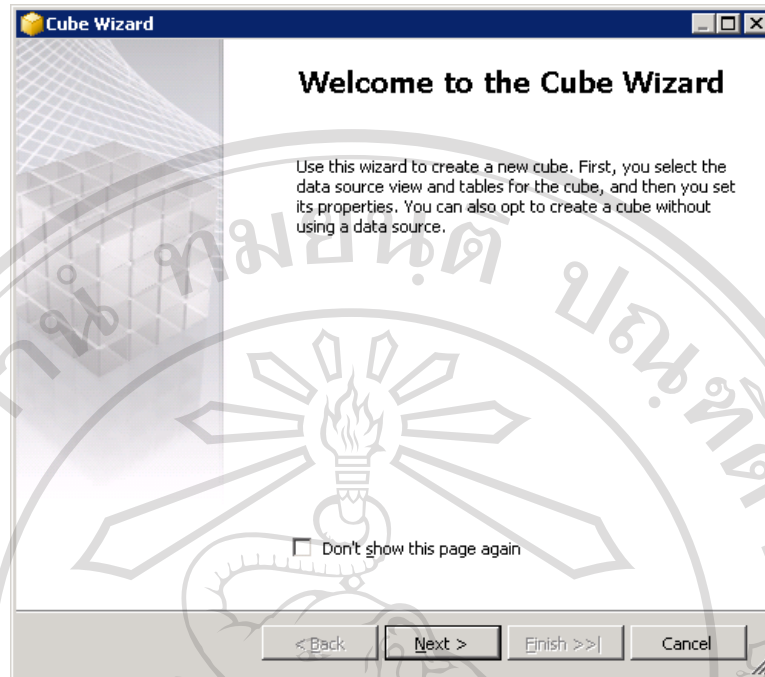 Cube Wizard
Welcome to the Cube Wizard
Use this wizard to create a new cube. First, you select the
data source view and tables for the cube, and then you set
its properties. You can also opt to create a cube without
using a data source.
Don't show this page again
< Back
Next >
Finish >>|
Cancel